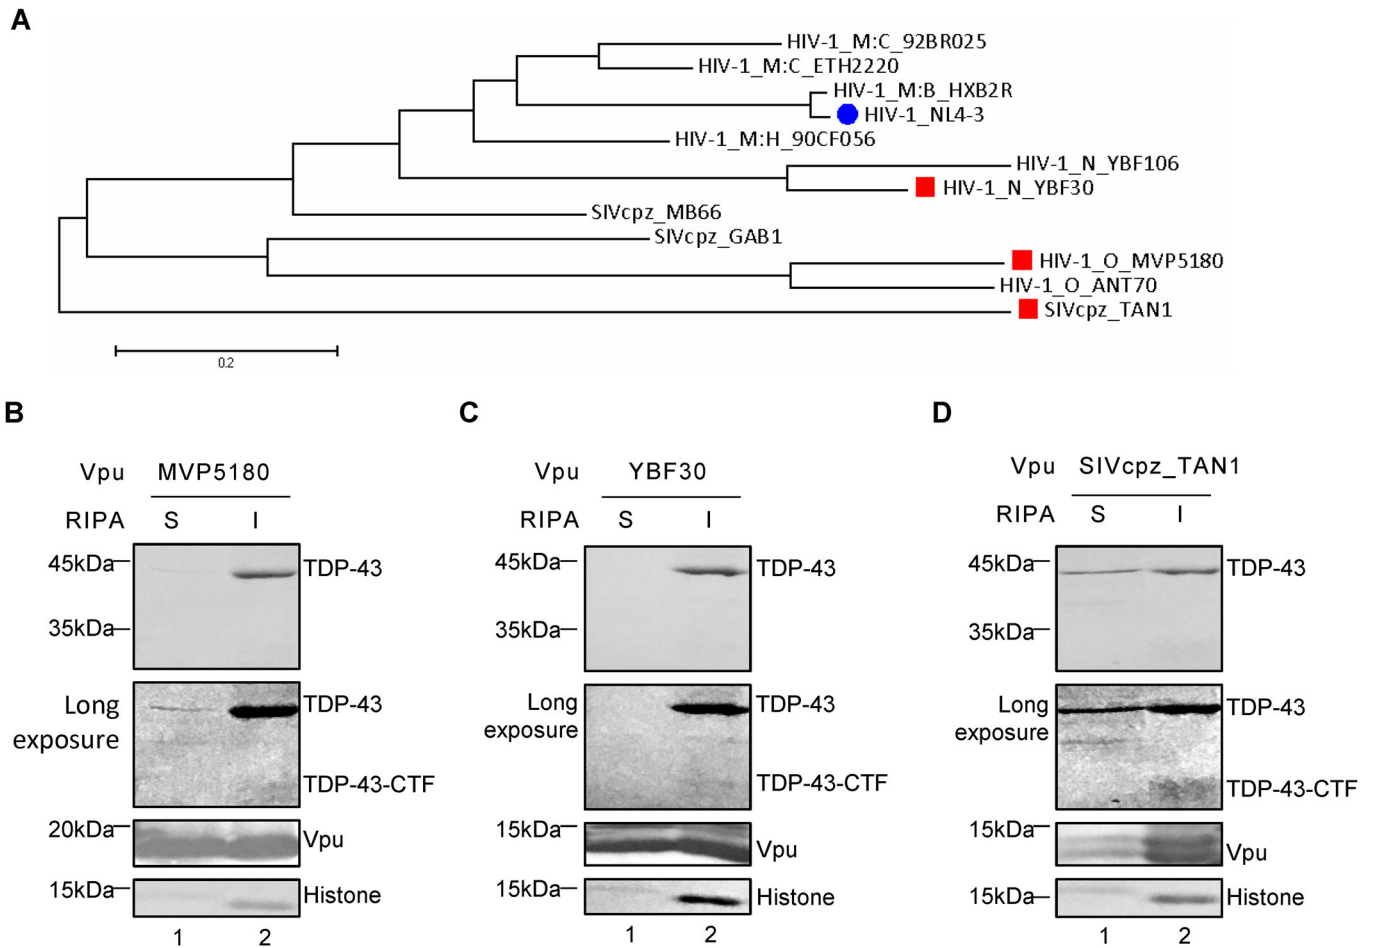 A
HIV-1_M:C_92BR025
HIV-1_M:C_ETH2220
HIV-1_M:B_HXB2R
HIV-1_NL4-3
HIV-1_M:H_90CF056
HIV-1_N_YBF106
HIV-1_N_YBF30
SIVcpz_MB66
SIVcpz_GAB1
HIV-1_O_MVP5180
HIV-1_O_ANT70
SIVcpz_TAN1
0.2
B
Vpu MVP5180
RIPA S I
45kDa TDP-43
35kDa
Long exposure TDP-43
TDP-43-CTF
20kDa Vpu
15kDa Histone
1 2
C
Vpu YBF30
RIPA S I
45kDa TDP-43
35kDa
Long exposure TDP-43
TDP-43-CTF
15kDa Vpu
15kDa Histone
1 2
D
Vpu SIVcpz_TAN1
RIPA S I
45kDa TDP-43
35kDa
Long exposure TDP-43
TDP-43-CTF
15kDa Vpu
15kDa Histone
1 2